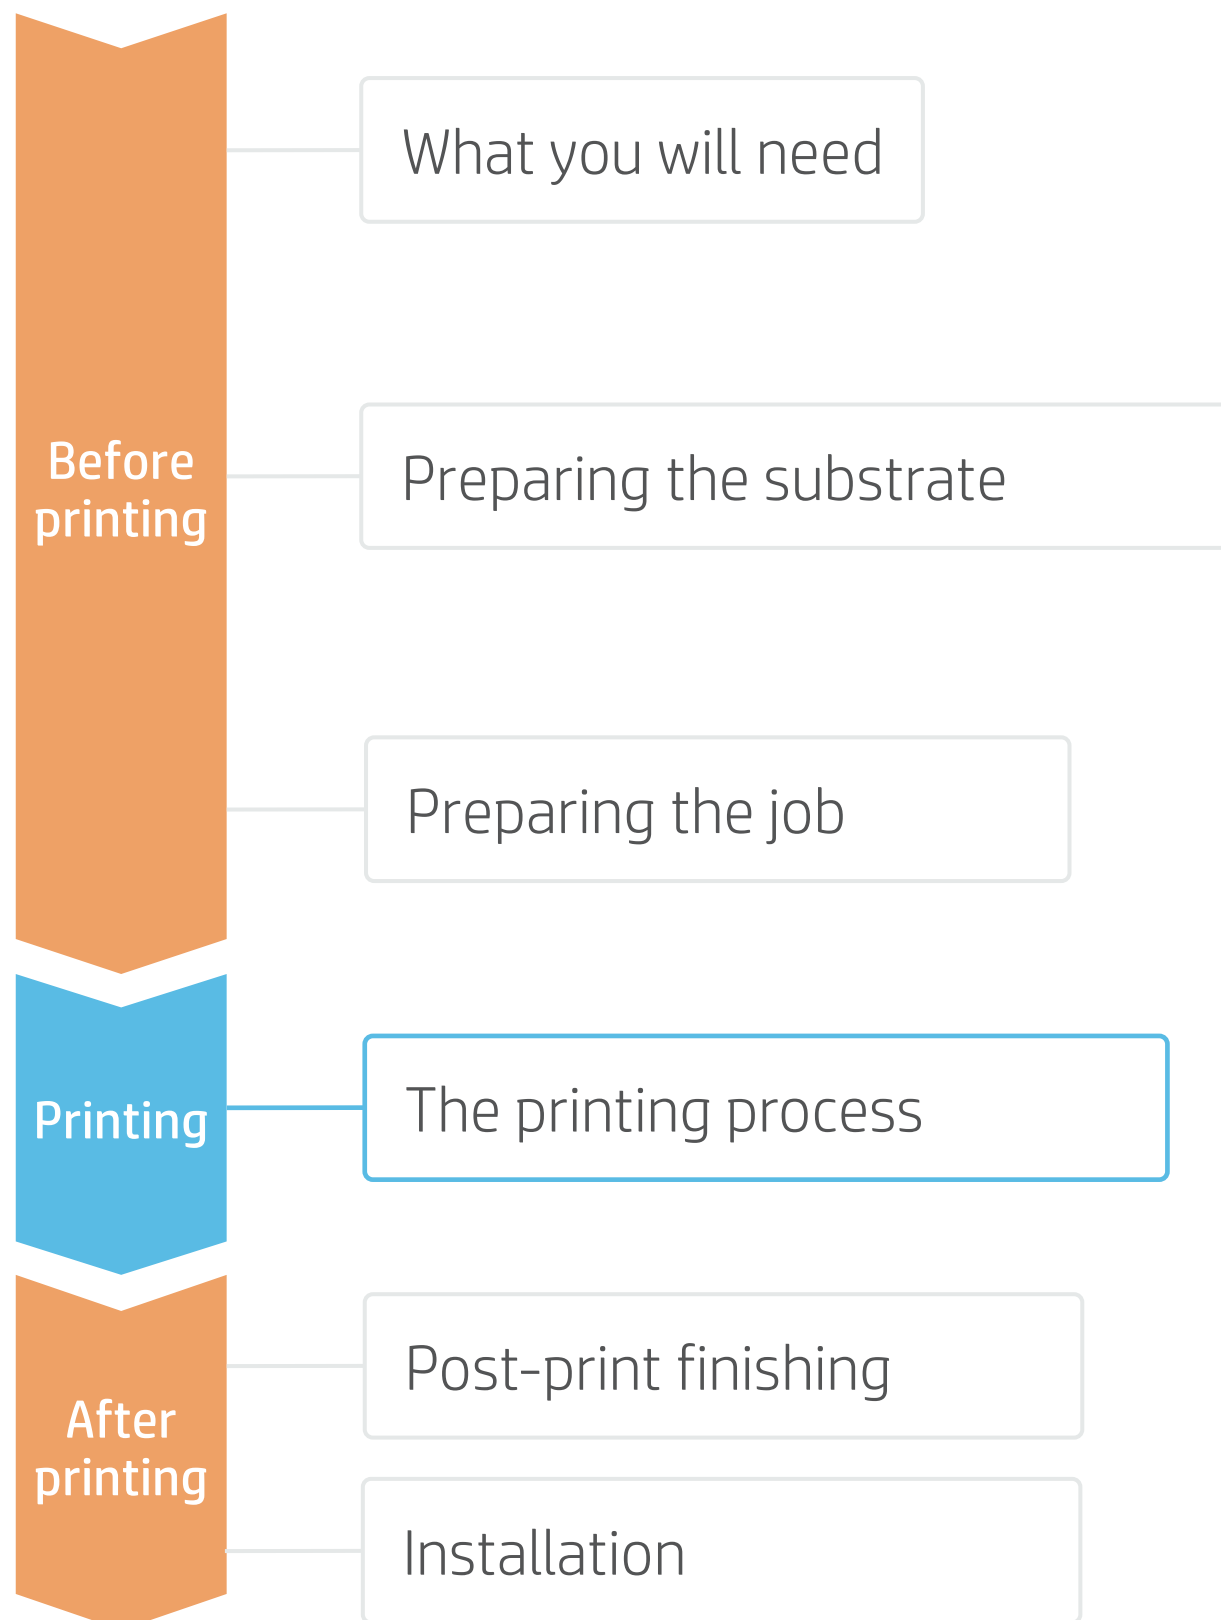 What you will need
Before
printing
Preparing the substrate
Preparing the job
Printing
The printing process
After
printing
Post-print finishing
Installation